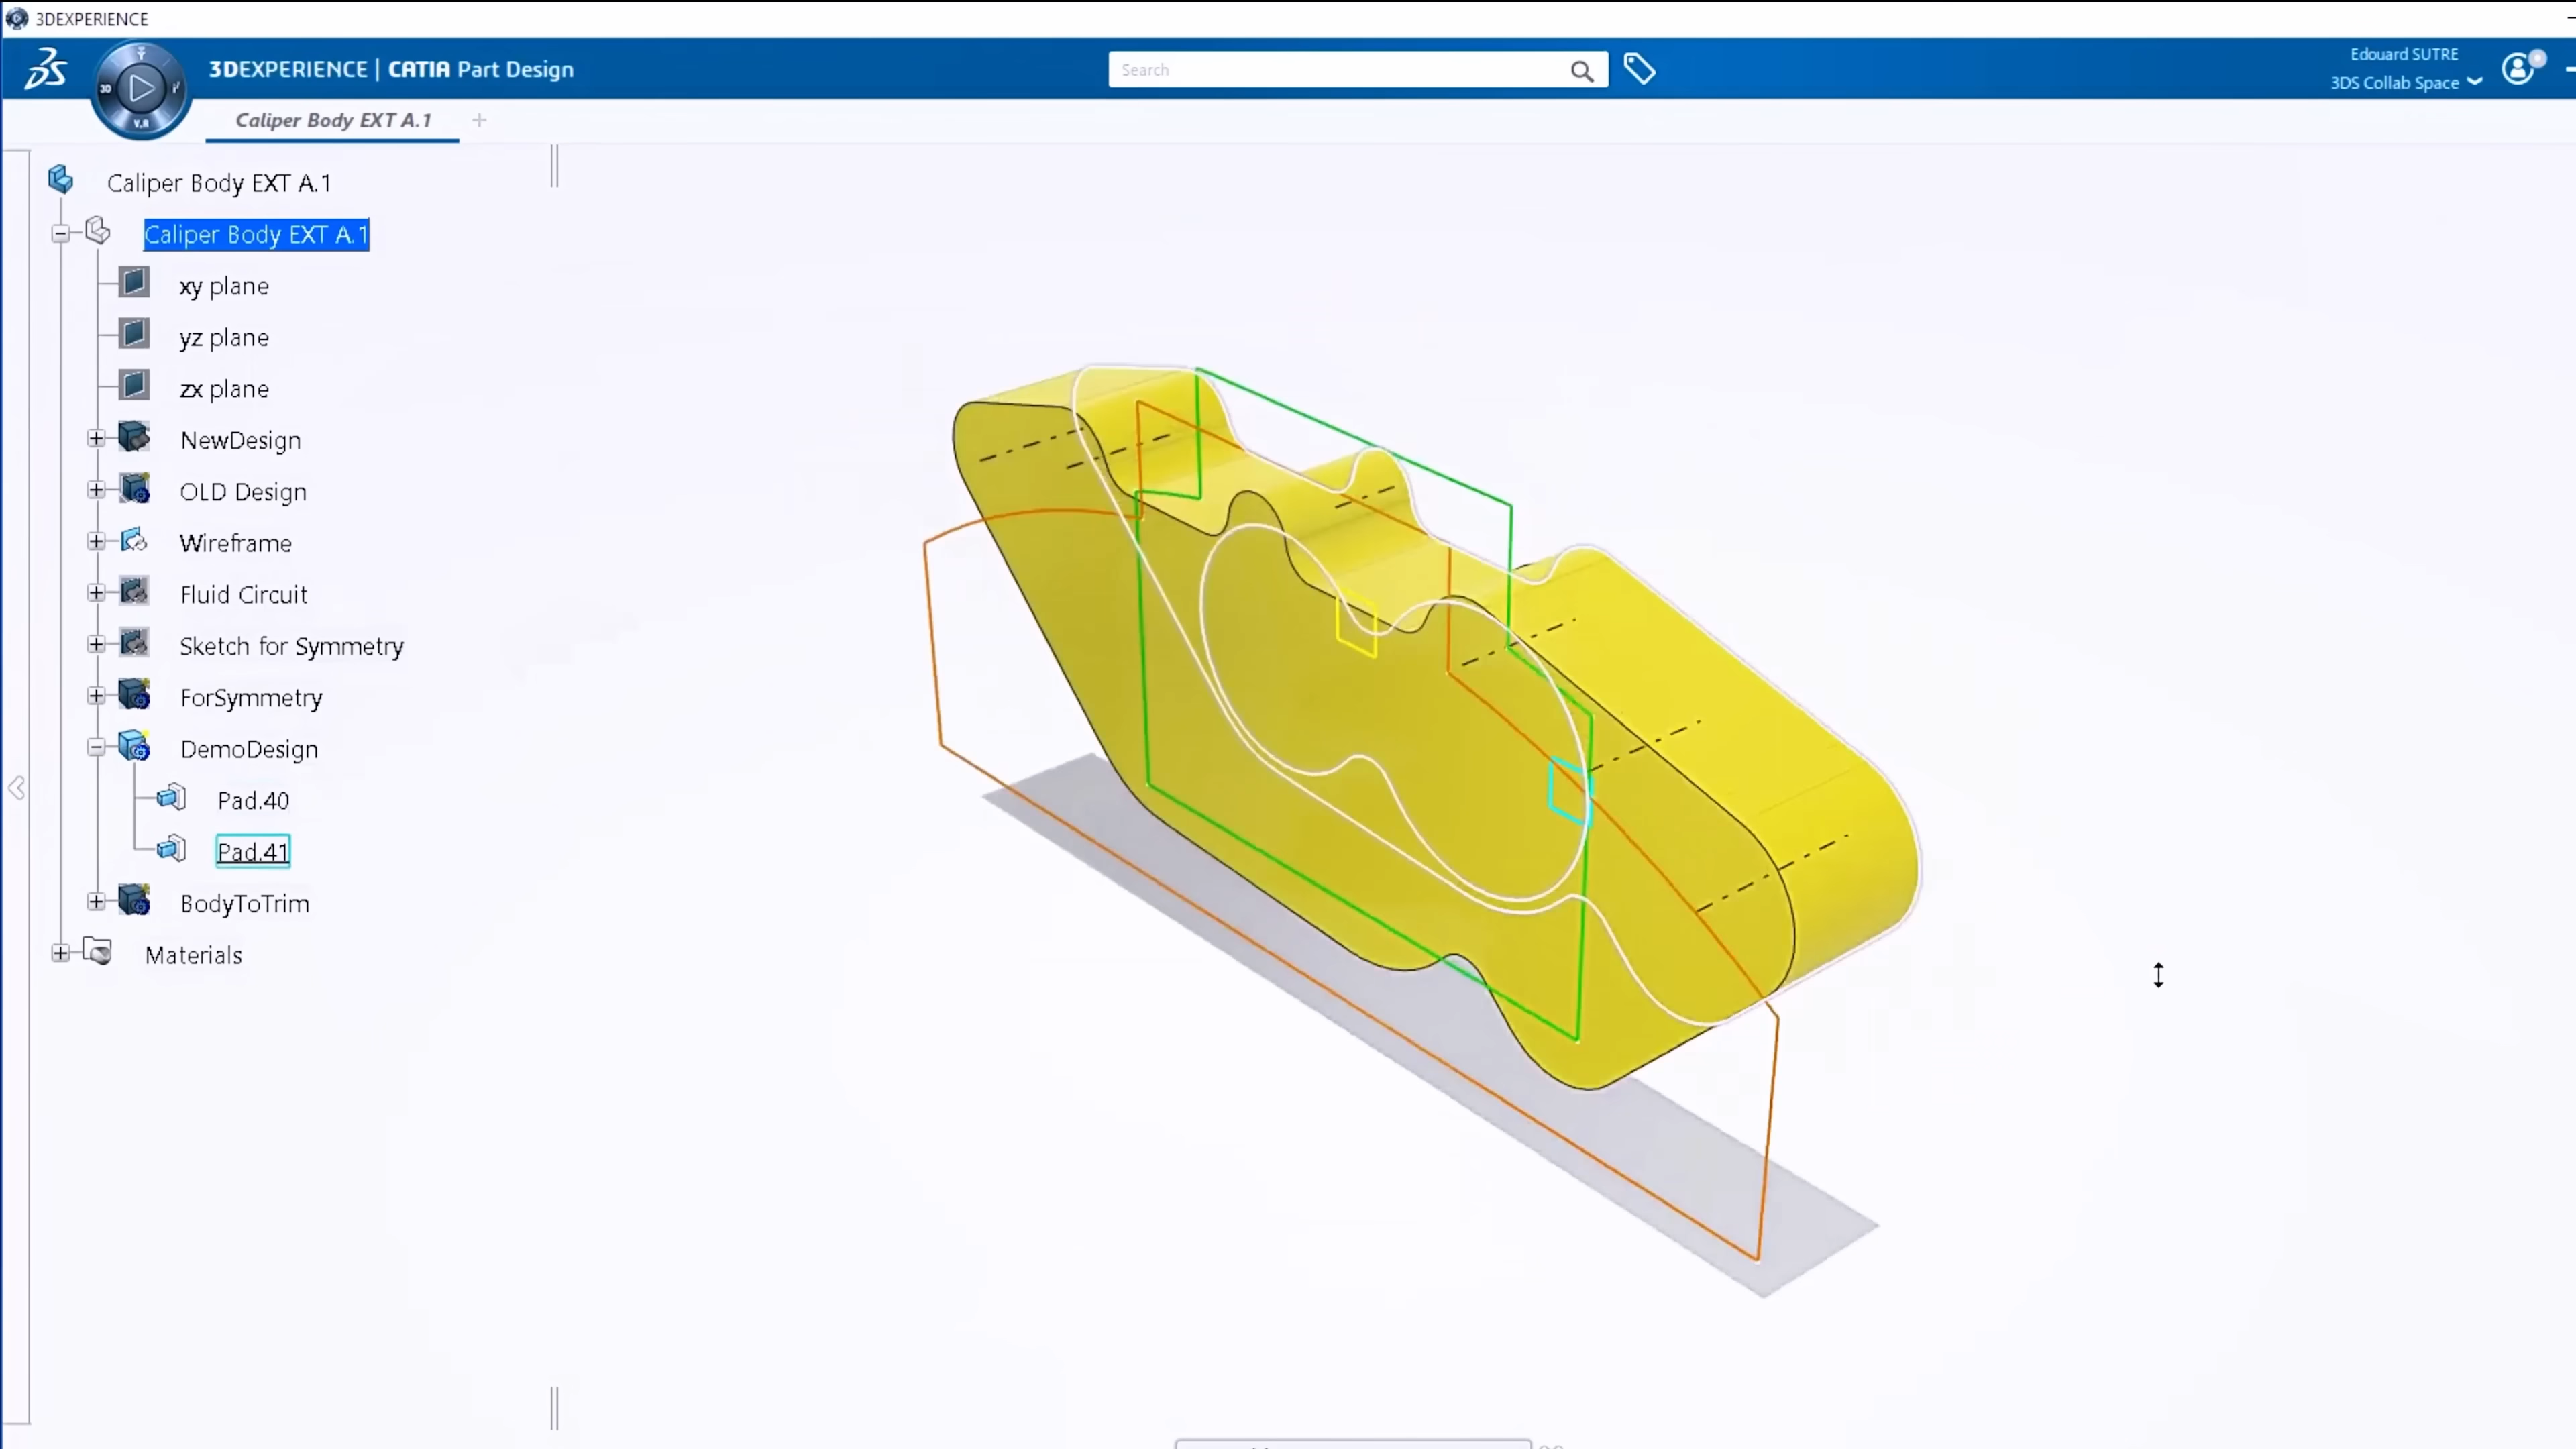 3DEXPERIENCE
3DEXPERIENCE | CATIA Part Design
3D
V.R
Search
Edouard SUTRE
3DS Collab Space
Caliper Body EXT A.1
Caliper Body EXT A.1
Caliper Body EXT A.1
xy plane
yz plane
zx plane
NewDesign
OLD Design
Wireframe
Fluid Circuit
Sketch for Symmetry
ForSymmetry
DemoDesign
Pad.40
Pad.41
BodyToTrim
Materials